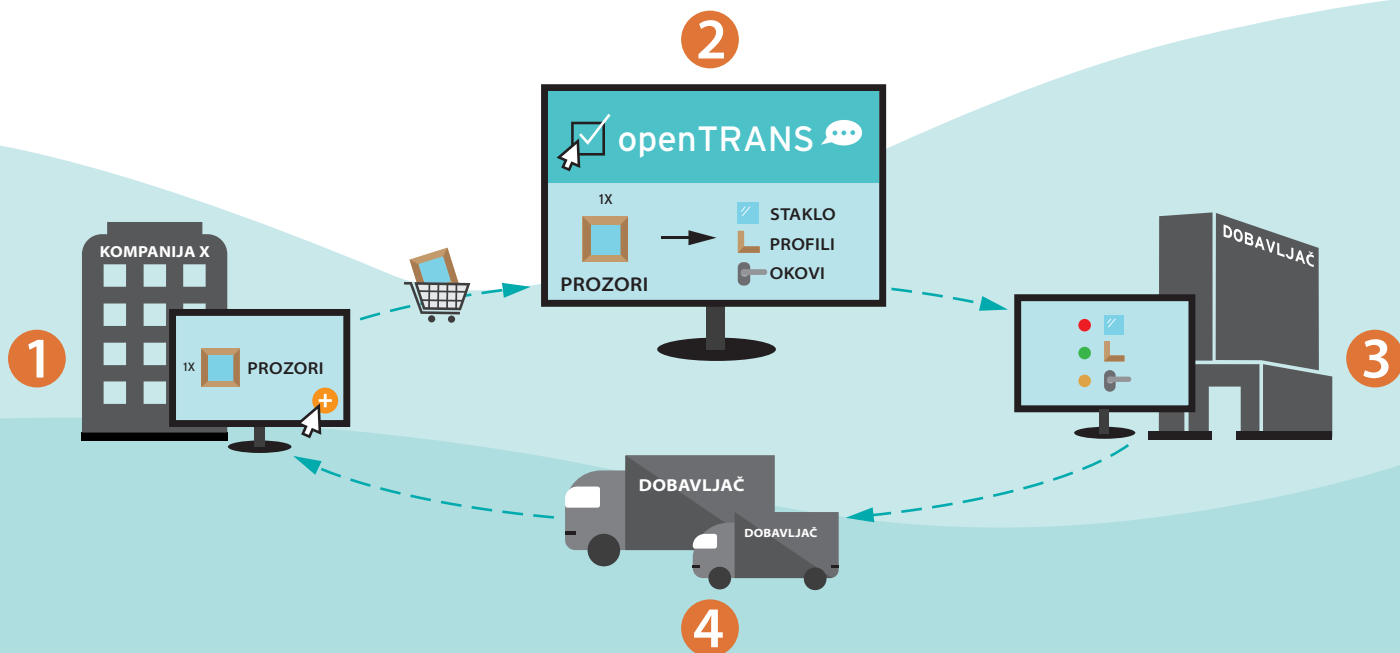 2
openTRANS
1X
PROZORI
STAKLO
PROFILI
OKOVI
KOMPANIJA X
1
1X
PROZORI
DOBAVLJAČ
3
DOBAVLJAČ
DOBAVLJAČ
4